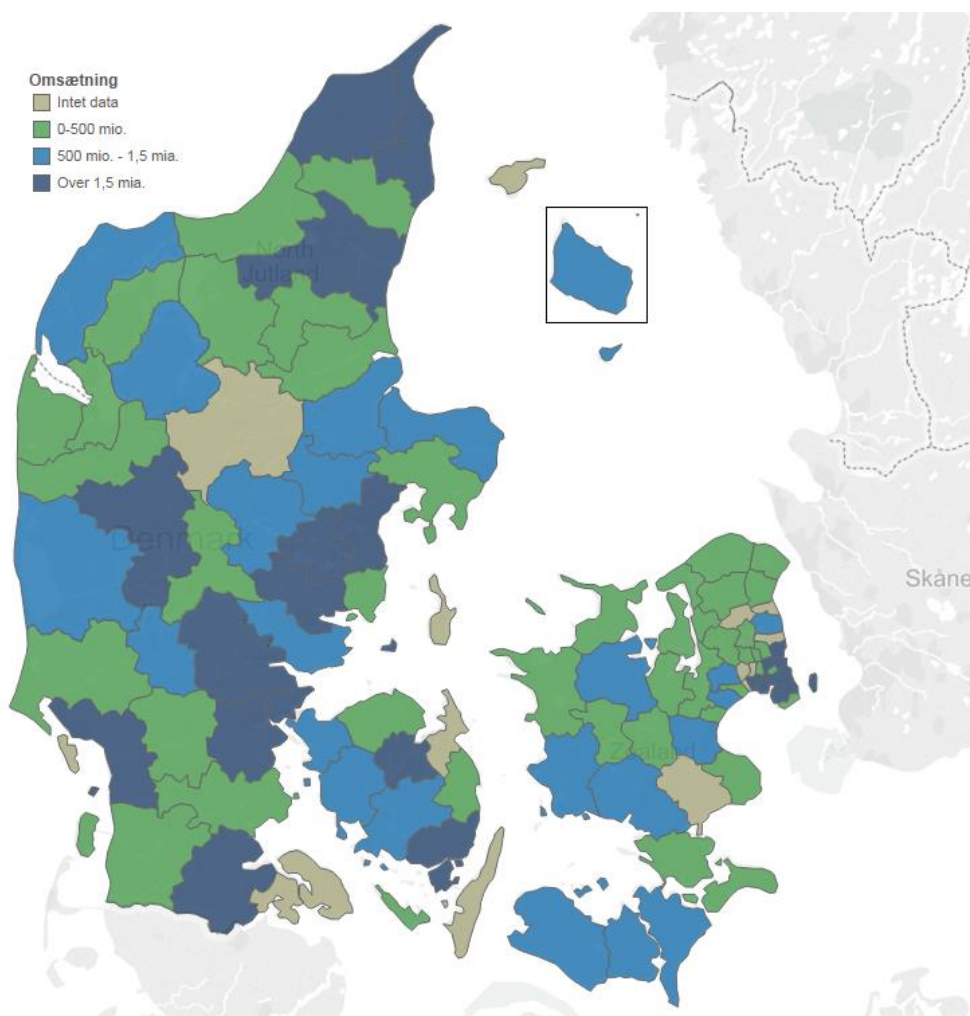 Omsætning
Intet data
0-500 mio.
500 mio. - 1,5 mia.
Over 1,5 mia.
North
Jutland
Denmark
Skåne
Zealand